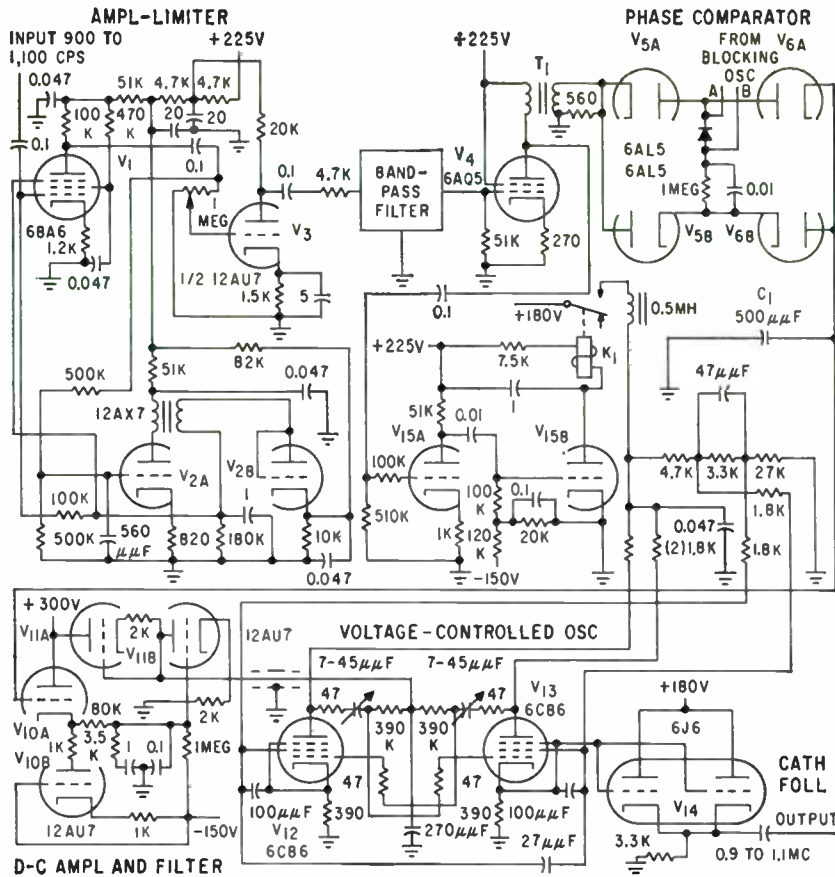 AMPL-LIMITER
PHASE COMPARATOR
INPUT 900 TO
1,100 CPS
+225V
+225V
V5A
FROM
BLOCKING
OSC
A B
V6A
0.047
51K
4.7K
4.7K
T1
560
100
K
470
K
20
20
20K
0.1
V1
0.1
0.1
4.7K
BAND-
PASS
FILTER
V4
6AQ5
6AL5
6AL5
1MEG
0.01
1
MEG
V3
68A6
1.2K
0.047
1/2 12AU7
1.5K
5
51K
270
V5B
V6B
0.1
+180V
0.5MH
C1
500μμF
82K
+225V
7.5K
K1
47μμF
500K
51K
0.047
1
12AX7
51K
0.01
V15A
V15B
V2A
V2B
4.7K
3.3K
27K
100K
100
K
0.1
1.8K
100K
1
510K
0.047
500K
560
μμF
820
180K
10K
1K
120
K
20K
(2)1.8K
1.8K
0.047
-150V
+300V
V11A
2K
V11B
12AU7
VOLTAGE-CONTROLLED OSC
7-45μμF
7-45μμF
V13
6CB6
+180V
47
47
6J6
80K
2K
V10A
3.5
K
390
K
390
K
CATH
FOLL
1K
1
0.1
1MEG
V10B
47
47
V14
100μμF
390
390
100μμF
OUTPUT
12AU7
1K
-150V
V12
6CB6
270μμF
27μμF
3.3K
0.9 TO 1.1MC
D-C AMPL AND FILTER